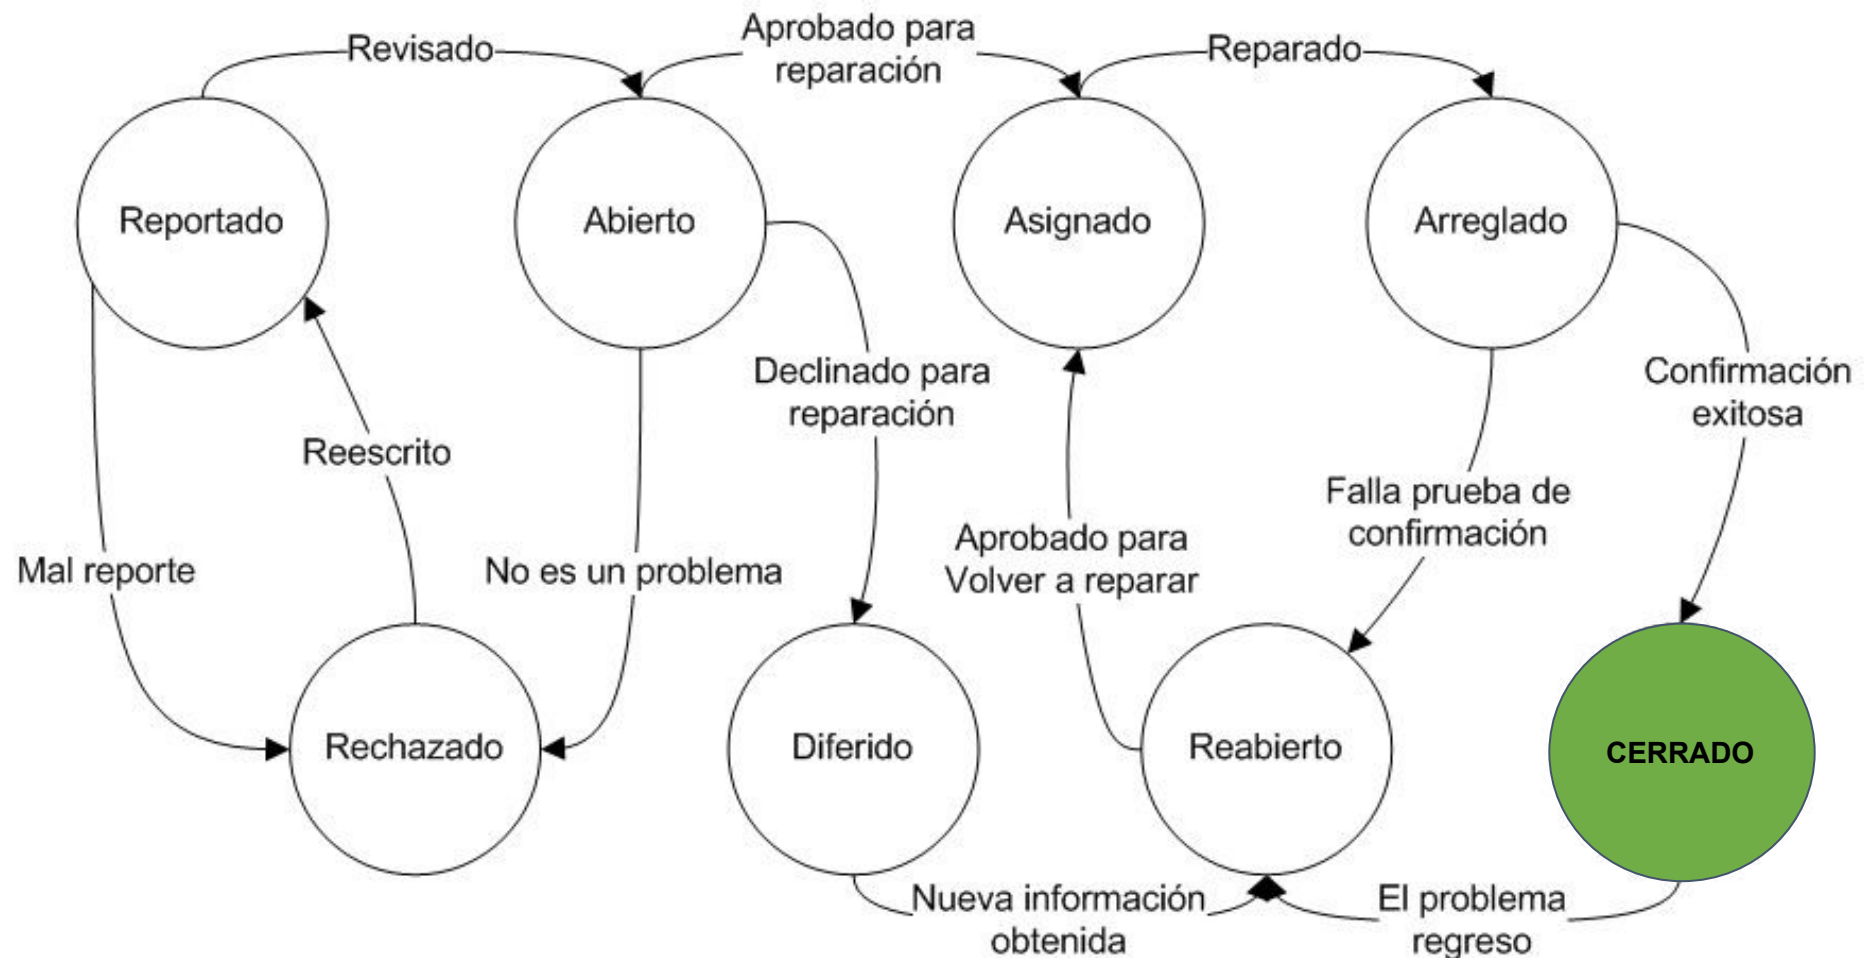 Revisado
Aprobado para
reparación
Reparado
Reportado
Abierto
Asignado
Arreglado
Declinado para
reparación
Confirmación
exitosa
Reescrito
Falla prueba de
confirmación
Mal reporte
No es un problema
Aprobado para
Volver a reparar
Rechazado
Diferido
Reabierto
CERRADO
Nueva información
obtenida
El problema
regreso